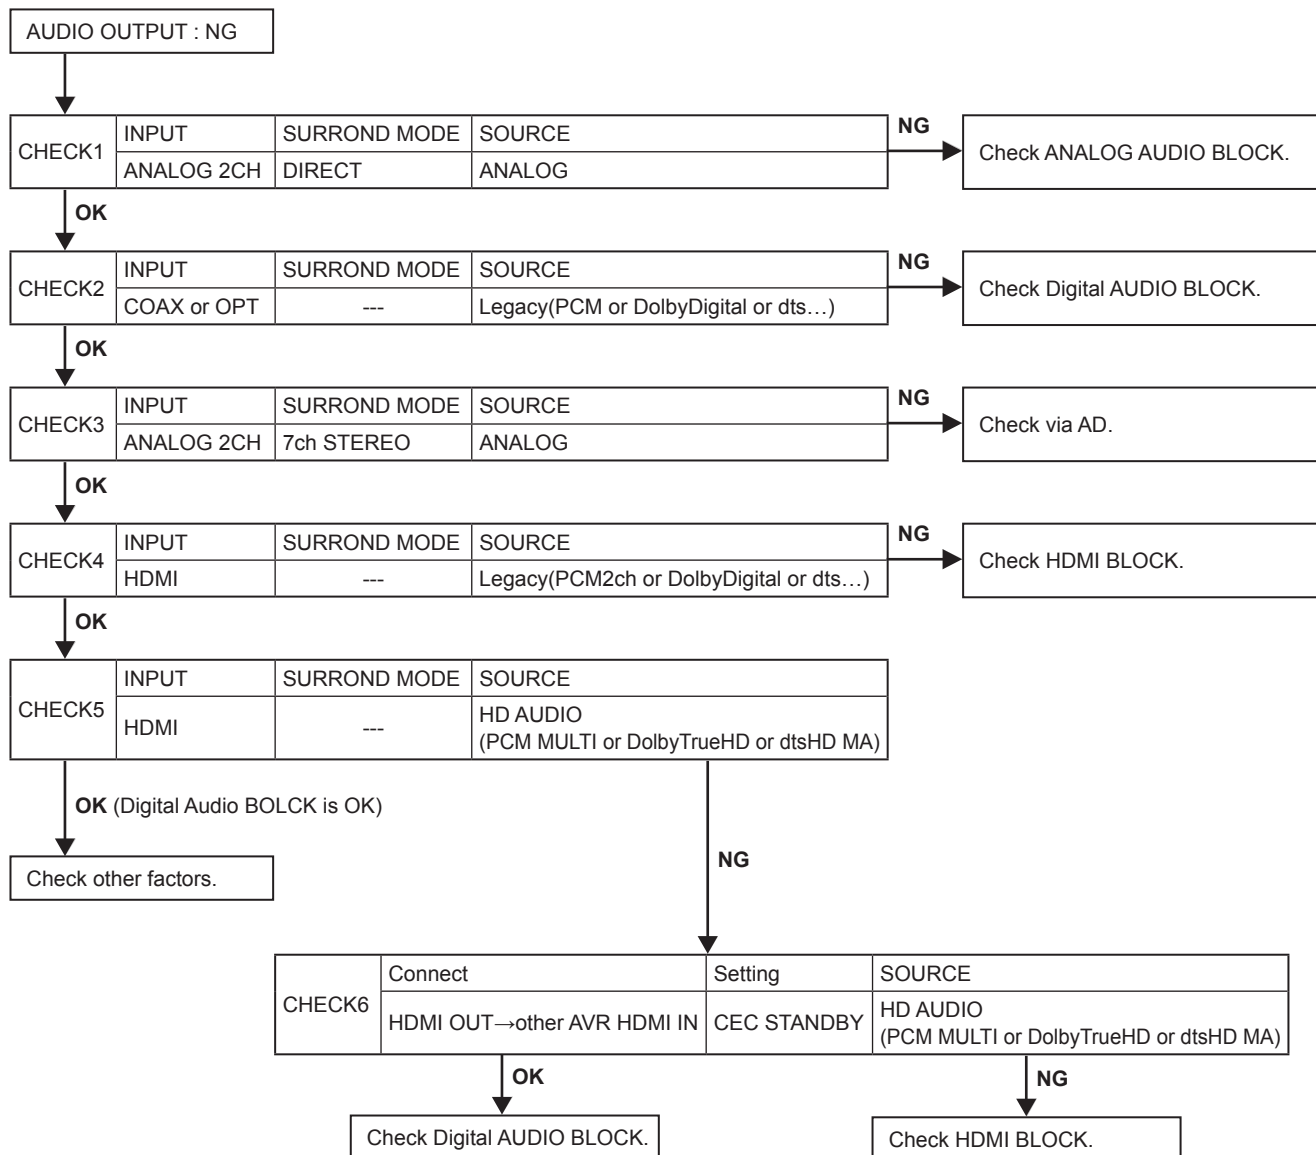 AUDIO OUTPUT : NG
CHECK1
INPUT
SURROND MODE
SOURCE
ANALOG 2CH
DIRECT
ANALOG
NG
Check ANALOG AUDIO BLOCK.
OK
CHECK2
INPUT
SURROND MODE
SOURCE
COAX or OPT
---
Legacy(PCM or DolbyDigital or dts…)
NG
Check Digital AUDIO BLOCK.
OK
CHECK3
INPUT
SURROND MODE
SOURCE
ANALOG 2CH
7ch STEREO
ANALOG
NG
Check via AD.
OK
CHECK4
INPUT
SURROND MODE
SOURCE
HDMI
---
Legacy(PCM2ch or DolbyDigital or dts…)
NG
Check HDMI BLOCK.
OK
CHECK5
INPUT
SURROND MODE
SOURCE
HDMI
---
HD AUDIO
(PCM MULTI or DolbyTrueHD or dtsHD MA)
OK (Digital Audio BOLCK is OK)
Check other factors.
NG
CHECK6
Connect
Setting
SOURCE
HDMI OUT→other AVR HDMI IN
CEC STANDBY
HD AUDIO
(PCM MULTI or DolbyTrueHD or dtsHD MA)
OK
Check Digital AUDIO BLOCK.
NG
Check HDMI BLOCK.